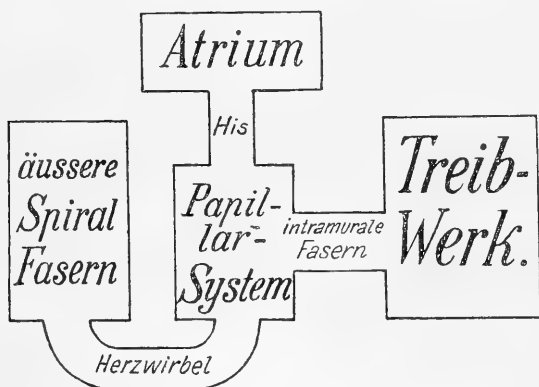 Atrium
His
äussere
Spiral
Fasern
Papil-
lar-
System
intramurale
Fasern
Treib-
Werk.
Herzwirbel